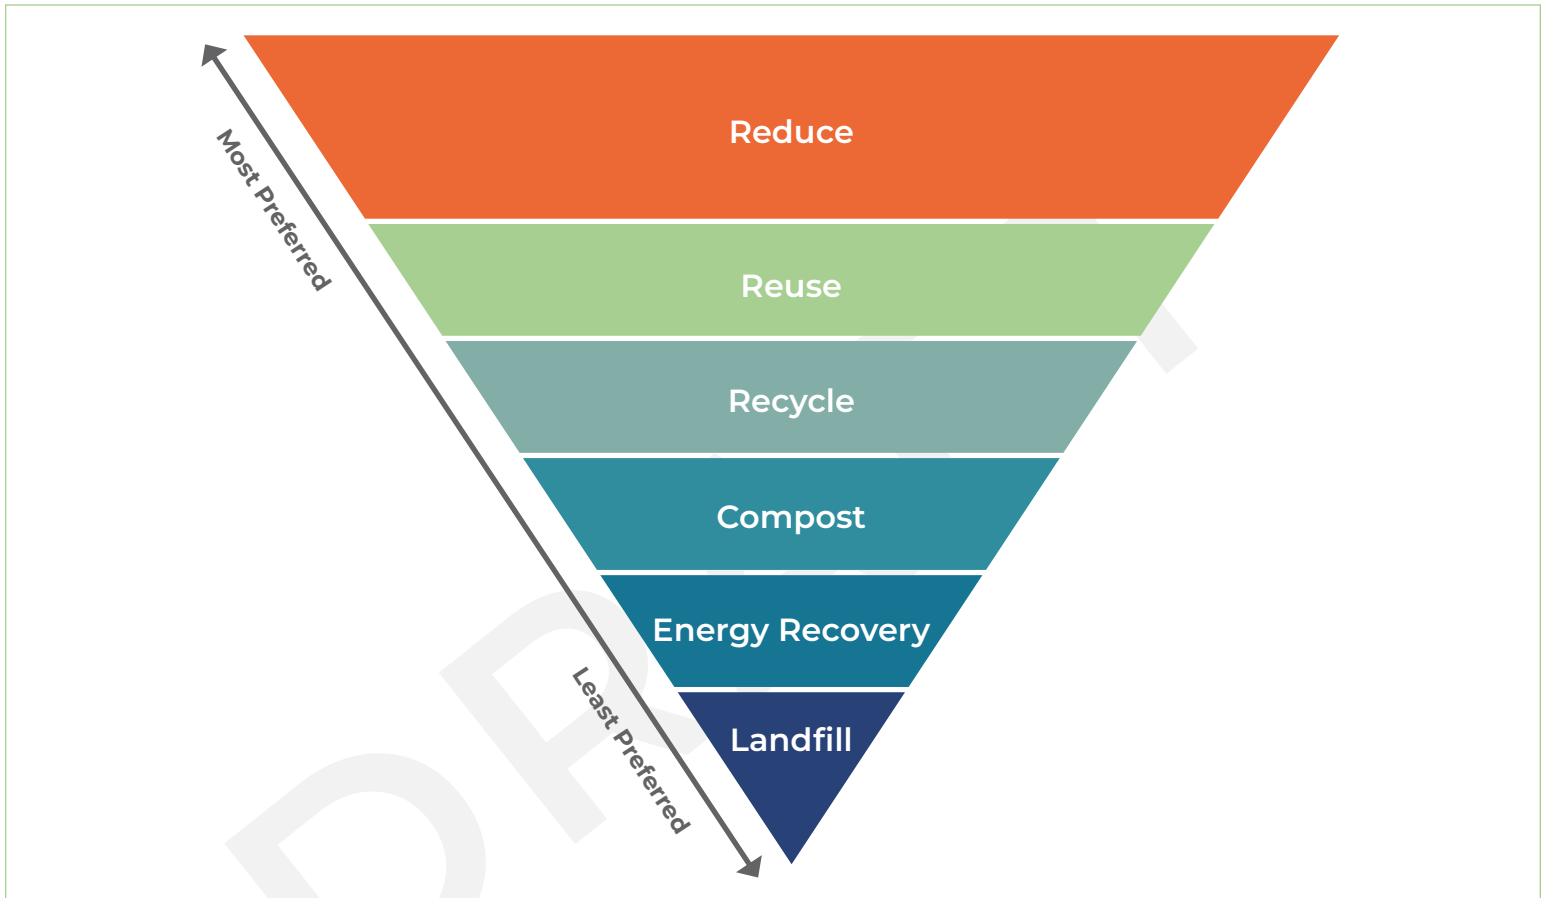 Most Preferred
Reduce
Reuse
Recycle
Compost
Energy Recovery
Least Preferred
Landfill